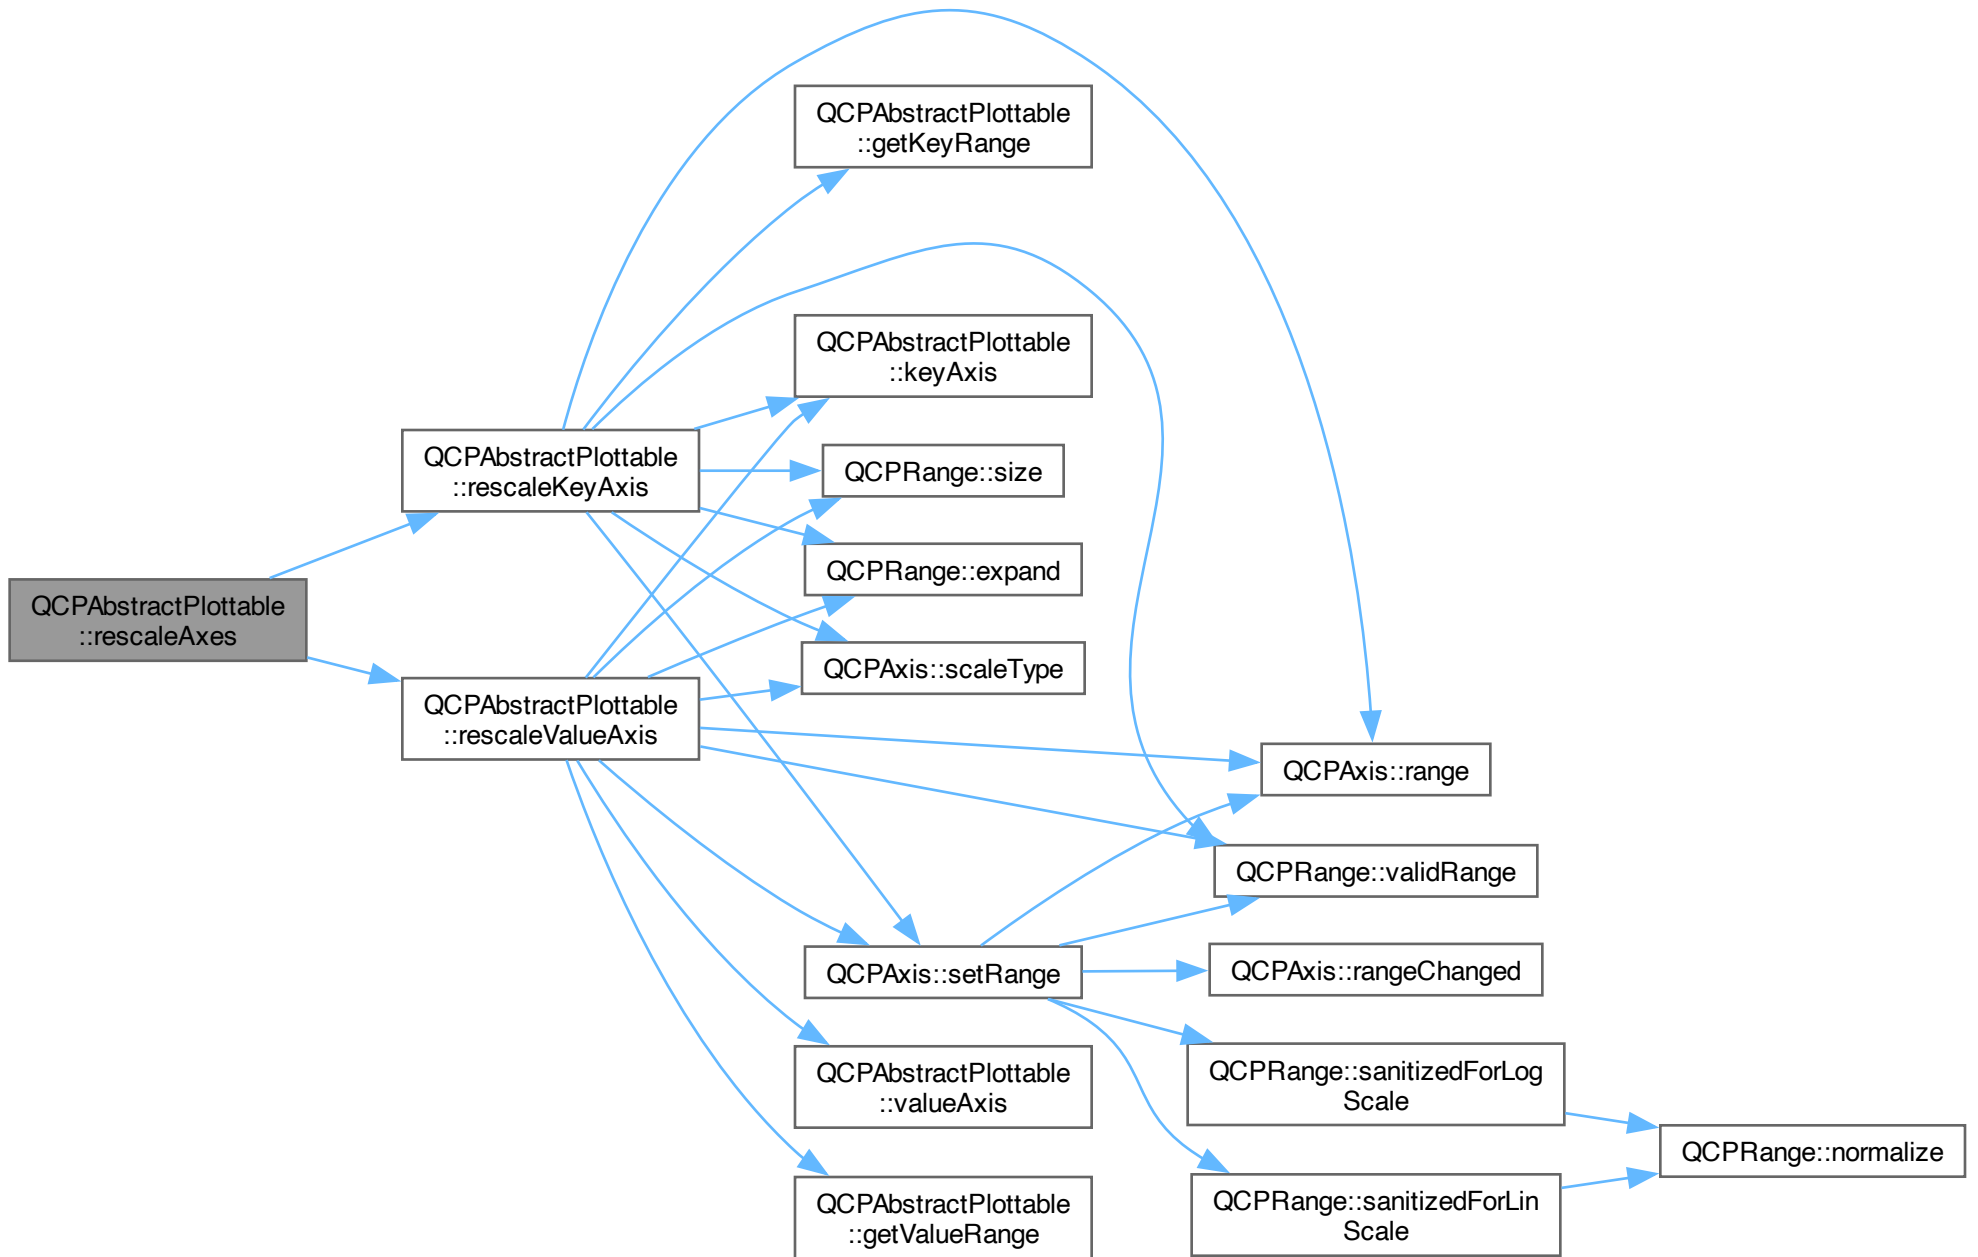 QCPAbstractPlottable
::rescaleAxes
QCPAbstractPlottable
::rescaleKeyAxis
QCPAbstractPlottable
::rescaleValueAxis
QCPAbstractPlottable
::getKeyRange
QCPAbstractPlottable
::keyAxis
QCPRange::size
QCPRange::expand
QCPAxis::scaleType
QCPAxis::setRange
QCPAbstractPlottable
::valueAxis
QCPAbstractPlottable
::getValueRange
QCPAxis::range
QCPRange::validRange
QCPAxis::rangeChanged
QCPRange::sanitizedForLog
Scale
QCPRange::sanitizedForLin
Scale
QCPRange::normalize